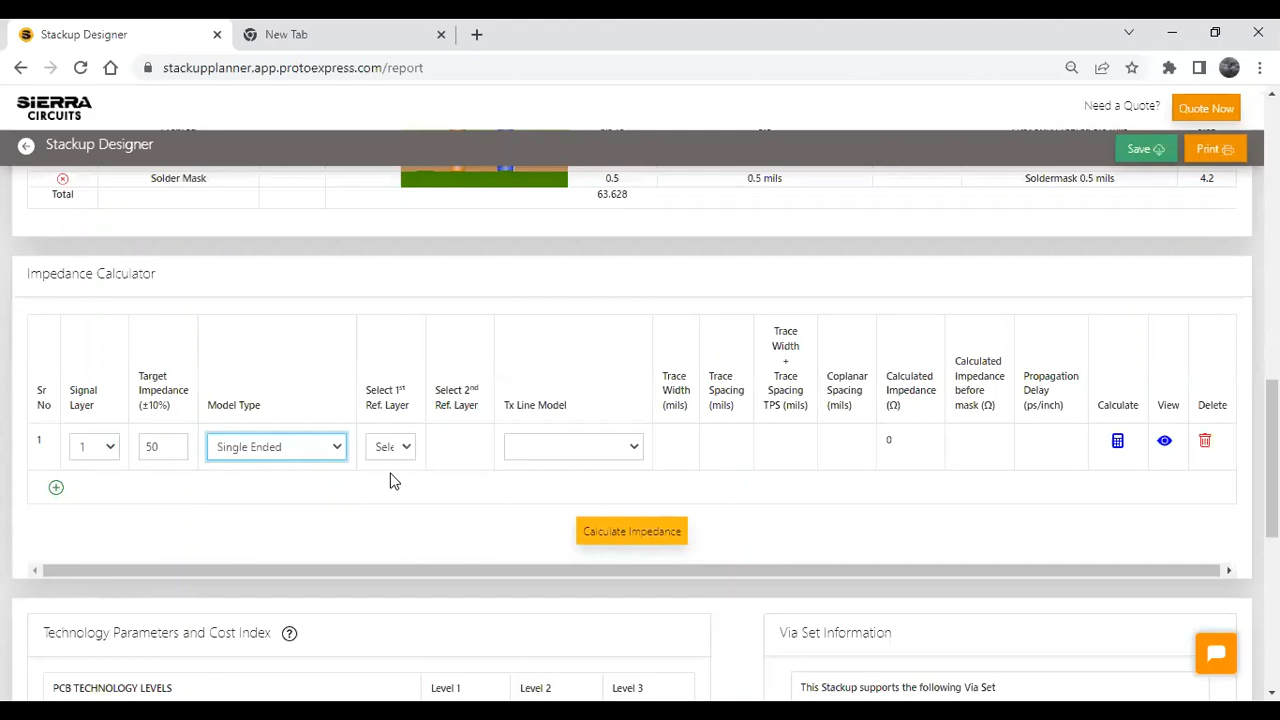 Stackup Designer
New Tab
stackupplanner.app.protoexpress.com/report
SIERRA
CIRCUITS
Need a Quote?
Quote Now
Stackup Designer
Save
Print
Solder Mask
0.5
0.5 mils
Soldermask 0.5 mils
4.2
Total
63.628
Impedance Calculator
Sr
No
Signal
Layer
Target
Impedance
(±10%)
Model Type
Select 1st
Ref. Layer
Select 2nd
Ref. Layer
Tx Line Model
Trace
Width
(mils)
Trace
Spacing
(mils)
Trace
Width
+
Trace
Spacing
TPS (mils)
Coplanar
Spacing
(mils)
Calculated
Impedance
(Ω)
Calculated
Impedance
before
mask (Ω)
Propagation
Delay
(ps/inch)
Calculate
View
Delete
1
1
50
Single Ended
Sele
0
Calculate Impedance
Technology Parameters and Cost Index
?
Via Set Information
PCB TECHNOLOGY LEVELS
Level 1
Level 2
Level 3
This Stackup supports the following Via Set